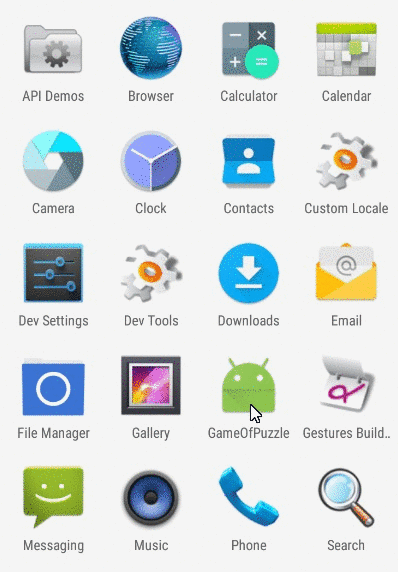 API Demos Browser Calculator Calendar
Camera Clock Contacts Custom Locale
Dev Settings Dev Tools Downloads Email
File Manager Gallery GameOfPuzzle Gestures Build..
Messaging Music Phone Search